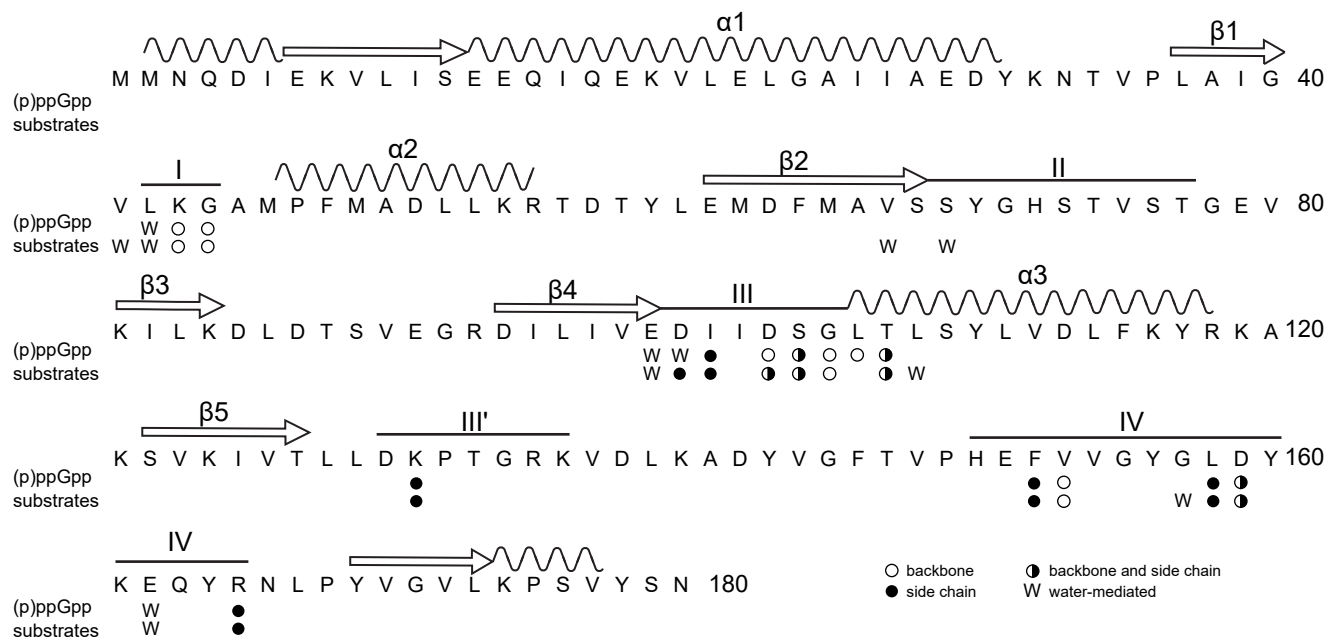 α1 β1
M M N Q D I E K V L I S E E Q I Q E K V L E L G A I I A E D Y K N T V P L A I G 40
(p)ppGpp
substrates
I α2 β2 II
V L K G A M P F M A D L L K R T D T Y L E M D F M A V S S Y G H S T V S T G E V 80
(p)ppGpp W
substrates W W W W
β3 β4 III α3
K I L K D L D T S V E G R D I L I V E D I I D S G L T L S Y L V D L F K Y R K A 120
(p)ppGpp W W
substrates W W
β5 III' IV
K S V K I V T L L D K P T G R K V D L K A D Y V G F T V P H E F V V G Y G L D Y 160
(p)ppGpp
substrates W
IV
K E Q Y R N L P Y V G V L K P S V Y S N 180
(p)ppGpp W
substrates W
backbone backbone and side chain
side chain W water-mediated